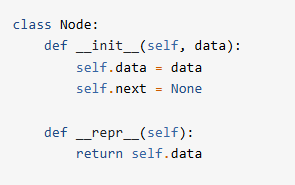 class Node:
    def __init__(self, data):
        self.data = data
        self.next = None

    def __repr__(self):
        return self.data